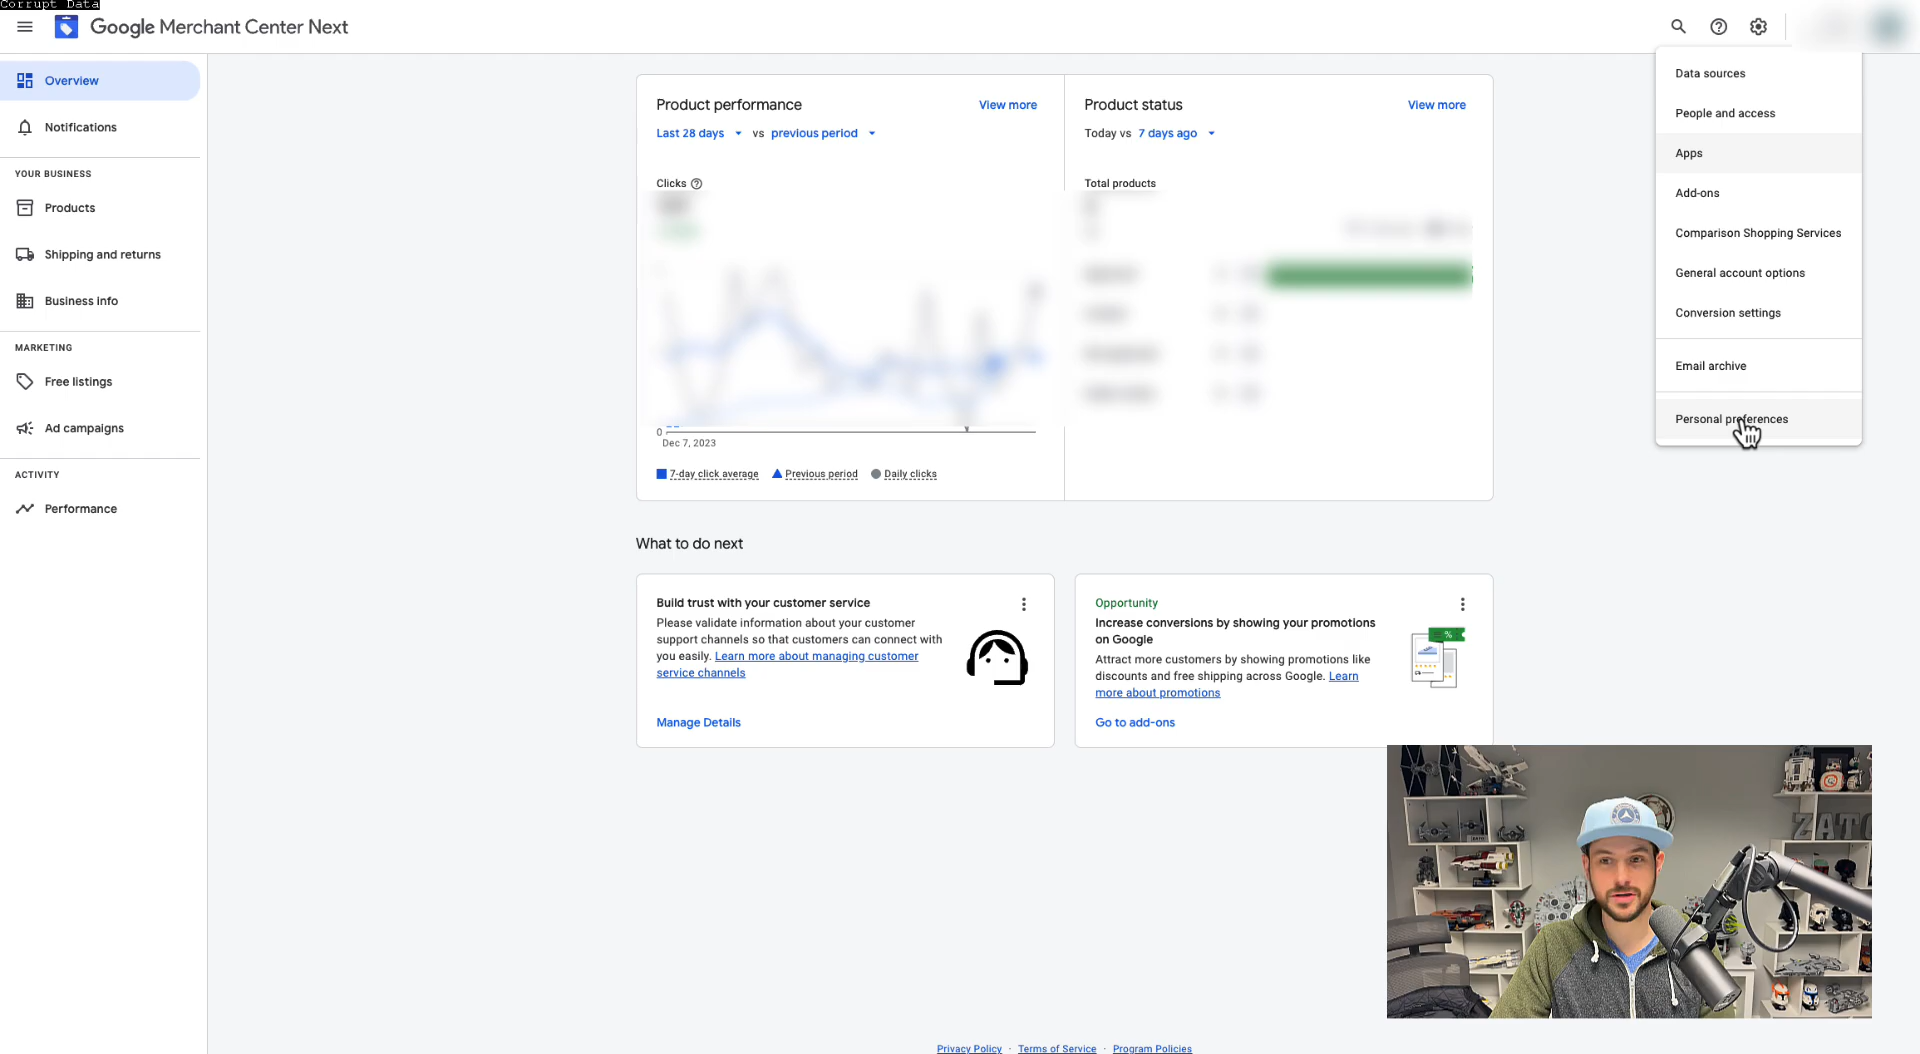 Corrupt Data
Google Merchant Center Next
Overview
Notifications
YOUR BUSINESS
Products
Shipping and returns
Business info
MARKETING
Free listings
Ad campaigns
ACTIVITY
Performance
Product performance
View more
Last 28 days vs previous period
Clicks
0
Dec 7, 2023
7-day click average
Previous period
Daily clicks
Product status
View more
Today vs 7 days ago
Total products
Data sources
People and access
Apps
Add-ons
Comparison Shopping Services
General account options
Conversion settings
Email archive
Personal preferences
What to do next
Build trust with your customer service
Please validate information about your customer
support channels so that customers can connect with
you easily. Learn more about managing customer
service channels
Manage Details
Opportunity
Increase conversions by showing your promotions
on Google
Attract more customers by showing promotions like
discounts and free shipping across Google. Learn
more about promotions
Go to add-ons
%
ZATO
Privacy Policy · Terms of Service · Program Policies